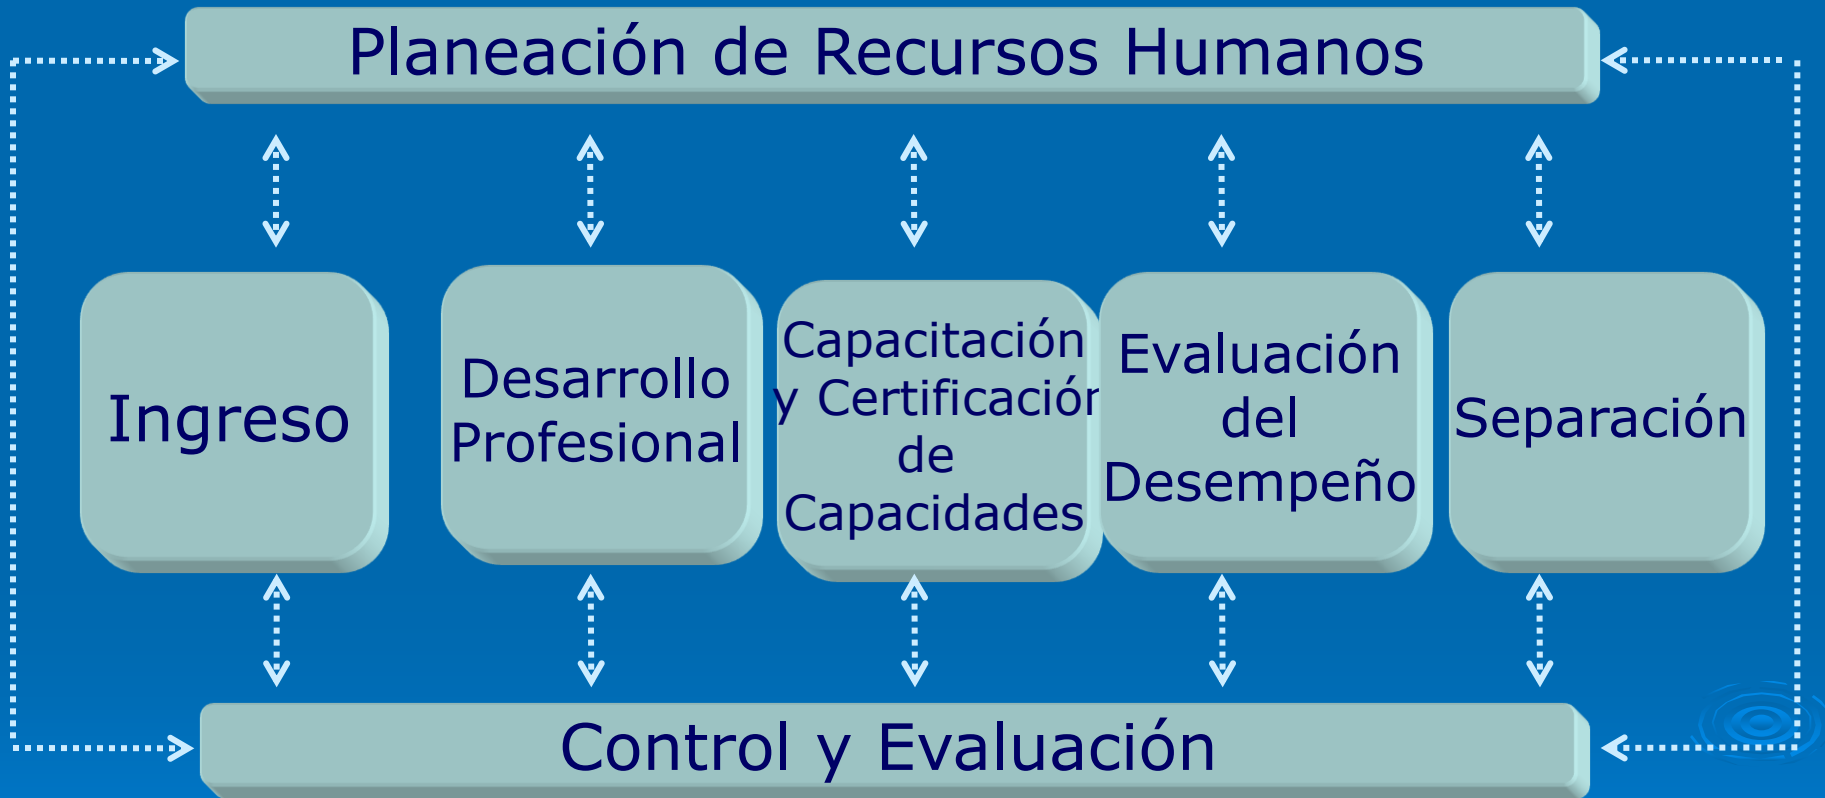 Planeación de Recursos Humanos
Ingreso
Desarrollo
Profesional
Capacitación
y Certificación
de
Capacidades
Evaluación
del
Desempeño
Separación
Control y Evaluación